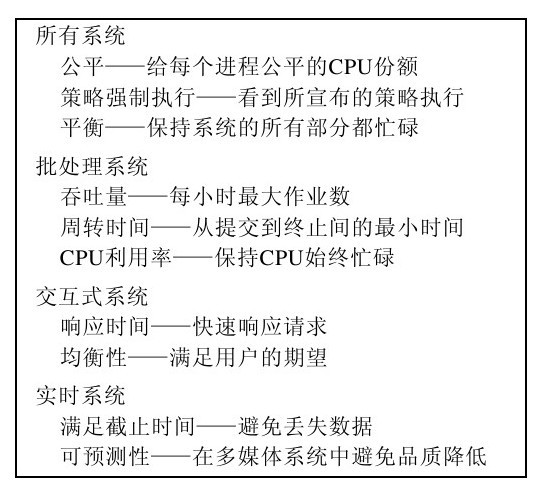 所有系统
公平——给每个进程公平的CPU份额
策略强制执行——看到所宣布的策略执行
平衡——保持系统的所有部分都忙碌
批处理系统
吞吐量——每小时最大作业数
周转时间——从提交到终止间的最小时间
CPU利用率——保持CPU始终忙碌
交互式系统
响应时间——快速响应请求
均衡性——满足用户的期望
实时系统
满足截止时间——避免丢失数据
可预测性——在多媒体系统中避免品质降低